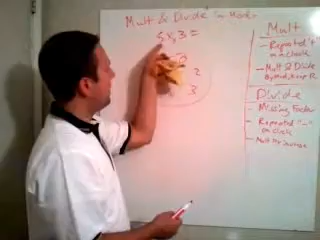 Mult & Divide in Mods
5 x₅ 3 =
2
3
Mult
- Repeated "+" on a clock
- Mult & Divide by mod, keep R
Divide
- Missing Factor
- Repeated "-" on clock
- Mult by inverse